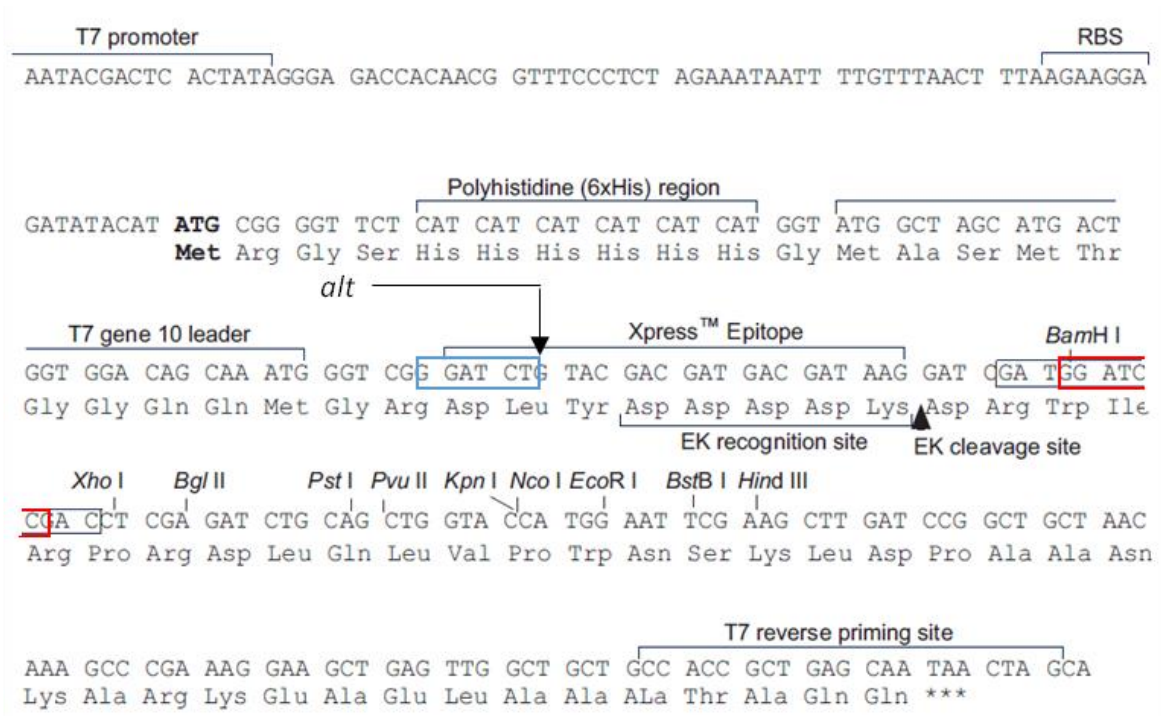 T7 promoter RBS
AATACGACTC ACTATAGGGA GACCACAACG GTTTCCCTCT AGAAATAATT TTGTTTAACT TTAAGAAGGA
Polyhistidine (6xHis) region
GATATACAT ATG CGG GGT TCT CAT CAT CAT CAT CAT CAT GGT ATG GCT AGC ATG ACT
Met Arg Gly Ser His His His His His His Gly Met Ala Ser Met Thr
alt
T7 gene 10 leader Xpress™ Epitope BamH I
GGT GGA CAG CAA ATG GGT CGG GAT CTG TAC GAC GAT GAC GAT AAG GAT CGA TGG ATC
Gly Gly Gln Gln Met Gly Arg Asp Leu Tyr Asp Asp Asp Asp Lys Asp Arg Trp Ile
EK recognition site EK cleavage site
Xho I Bgl II Pst I Pvu II Kpn I Nco I EcoR I BstB I Hind III
CGA CCT CGA GAT CTG CAG CTG GTA CCA TGG AAT TCG AAG CTT GAT CCG GCT GCT AAC
Arg Pro Arg Asp Leu Gln Leu Val Pro Trp Asn Ser Lys Leu Asp Pro Ala Ala Asn
T7 reverse priming site
AAA GCC CGA AAG GAA GCT GAG TTG GCT GCT GCC ACC GCT GAG CAA TAA CTAGCA
Lys Ala Arg Lys Glu Ala Glu Leu Ala Ala ALa Thr Ala Gln Gln ***